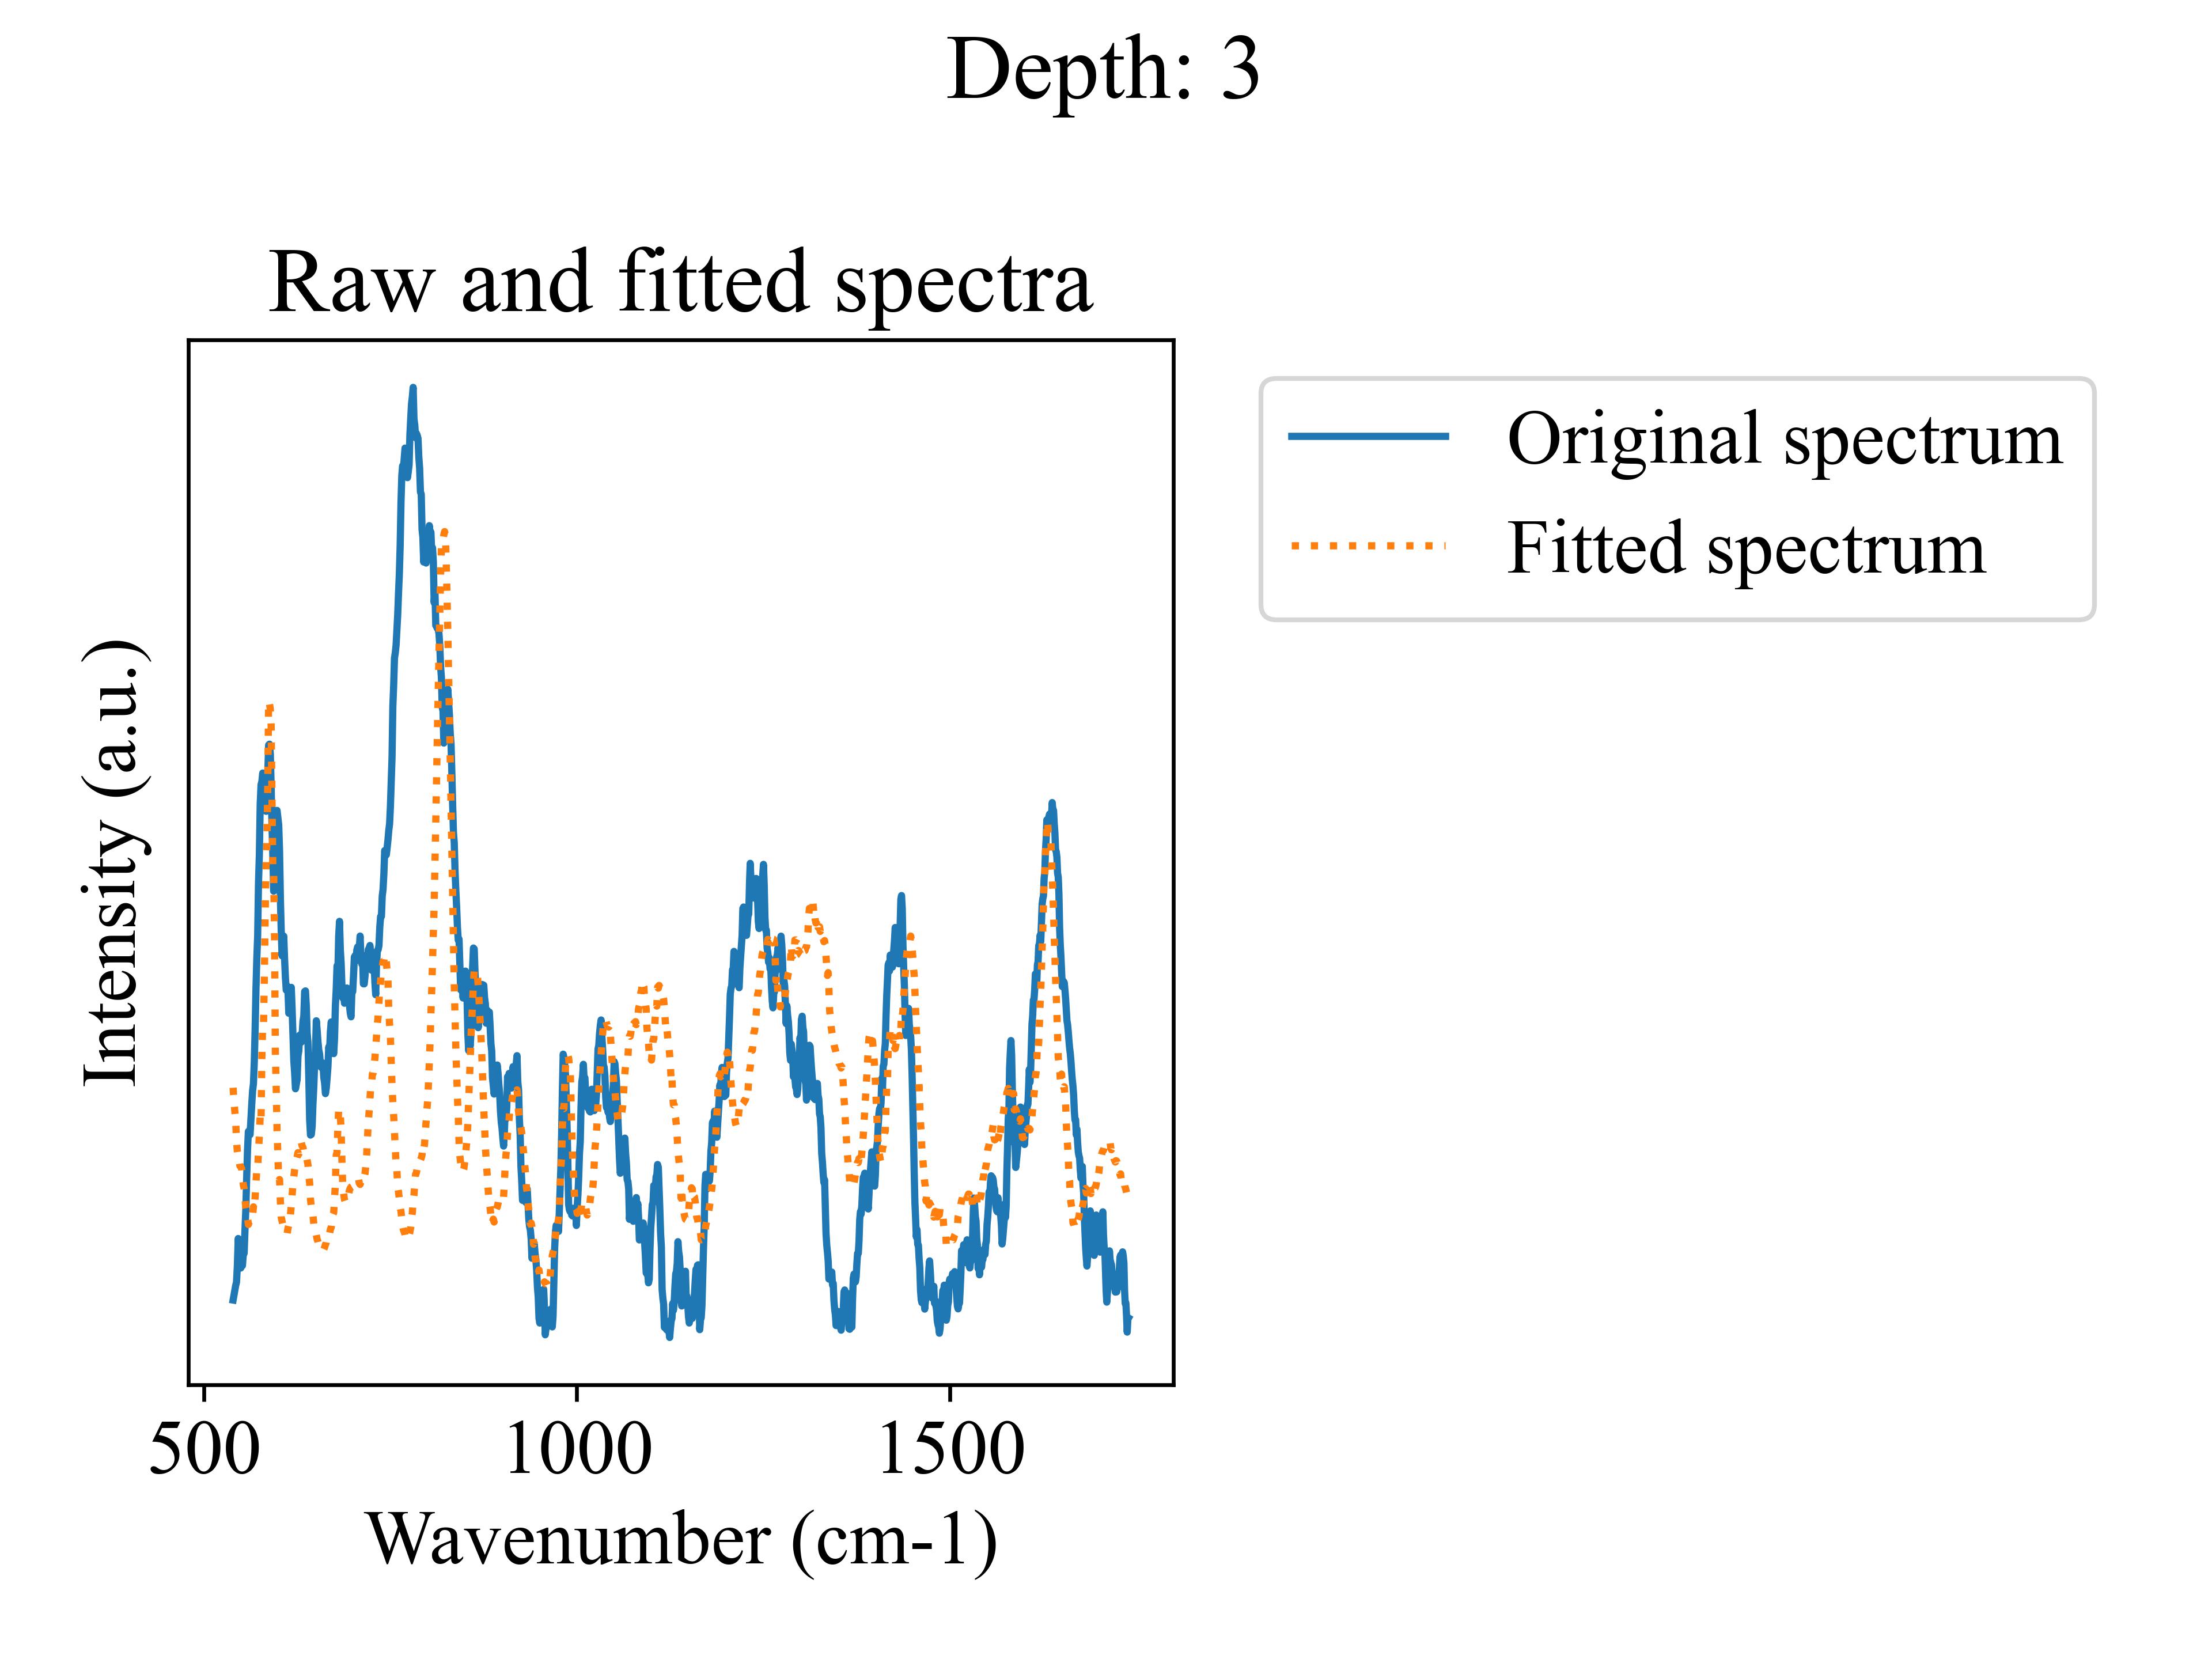 Depth: 3
Raw and fitted spectra
Original spectrum
Fitted spectrum
Intensity (a.u.)
500 1000 1500
Wavenumber (cm-1)